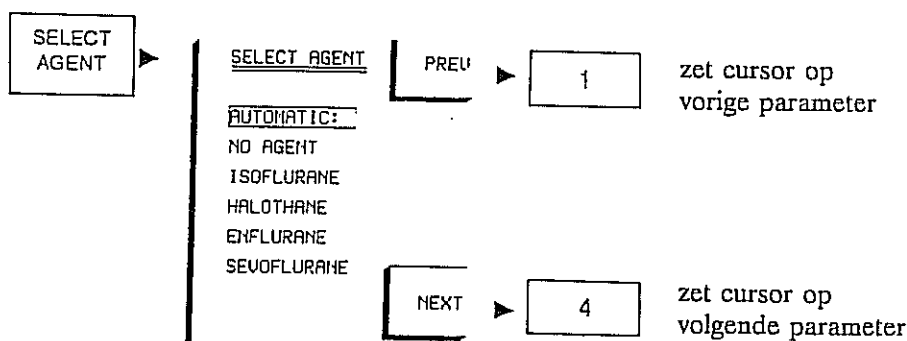 SELECT
AGENT
SELECT AGENT
AUTOMATIC:
NO AGENT
ISOFLURANE
HALOTHANE
ENFLURANE
SEVOFLURANE
PREV
1
zet cursor op
vorige parameter
NEXT
4
zet cursor op
volgende parameter